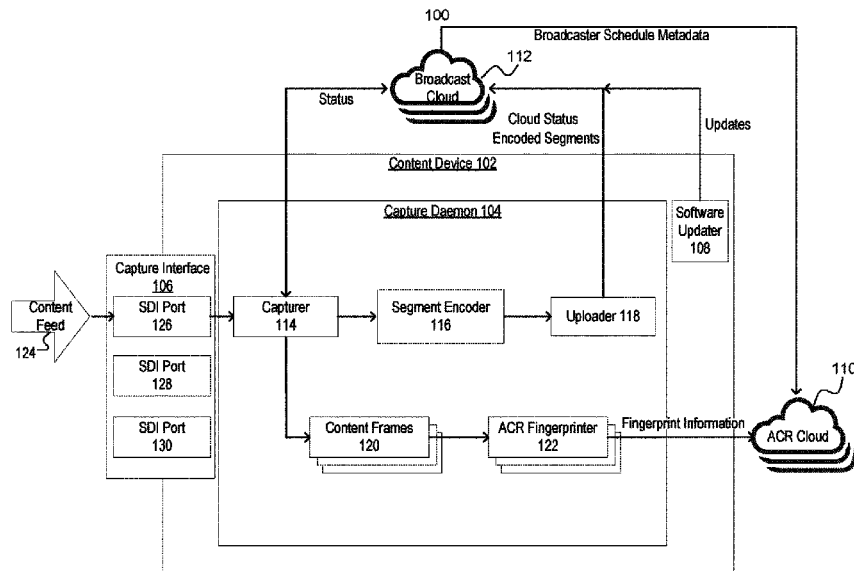 100
Broadcaster Schedule Metadata
112
Broadcast
Cloud
Status
Cloud Status
Encoded Segments
Updates
Content Device 102
Capture Daemon 104
Software
Updater
108
Capture Interface
106
Content
Feed
124
SDI Port
126
Capturer
114
Segment Encoder
116
Uploader 118
SDI Port
128
SDI Port
130
Content Frames
120
ACR Fingerprinter
122
Fingerprint Information
110
ACR Cloud